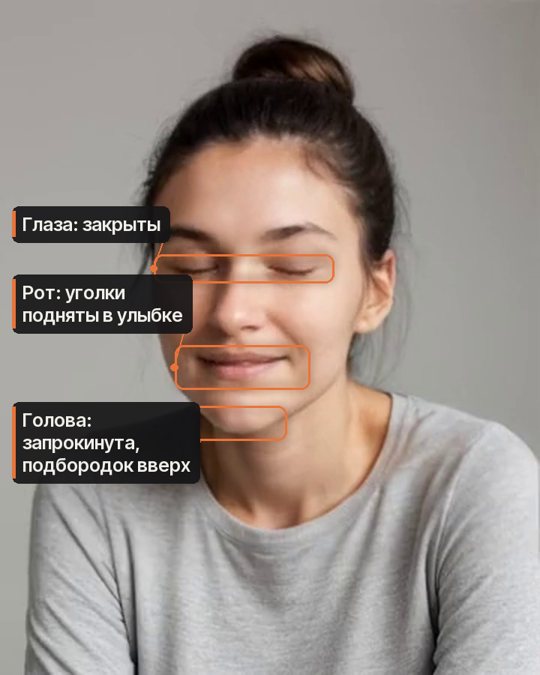 Глаза: закрыты
Рот: уголки
подняты в улыбке
Голова:
запрокинута,
подбородок вверх